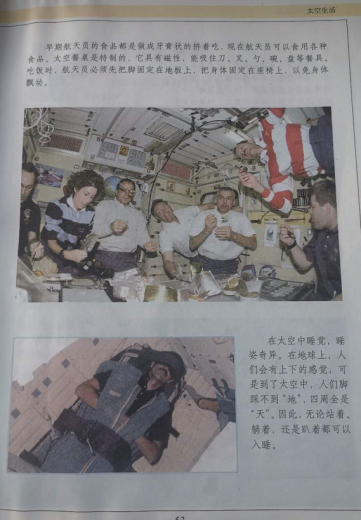 太空生活
早期航天员的食品都是做成牙膏状的挤着吃,现在航天员可以食用各种
食品。太空餐桌是特制的,它具有磁性,能吸住刀、叉、勺、碗、盘等餐具。
吃饭时,航天员必须先把脚固定在地板上,把身体固定在座椅上,以免身体
飘动。
在太空中睡觉,睡
姿奇异。在地球上,人
们会有上下的感觉;可
是到了太空中,人们脚
踩不到“地”,四周全是
“天”。因此,无论站着、
躺着,还是趴着都可以
入睡。
57